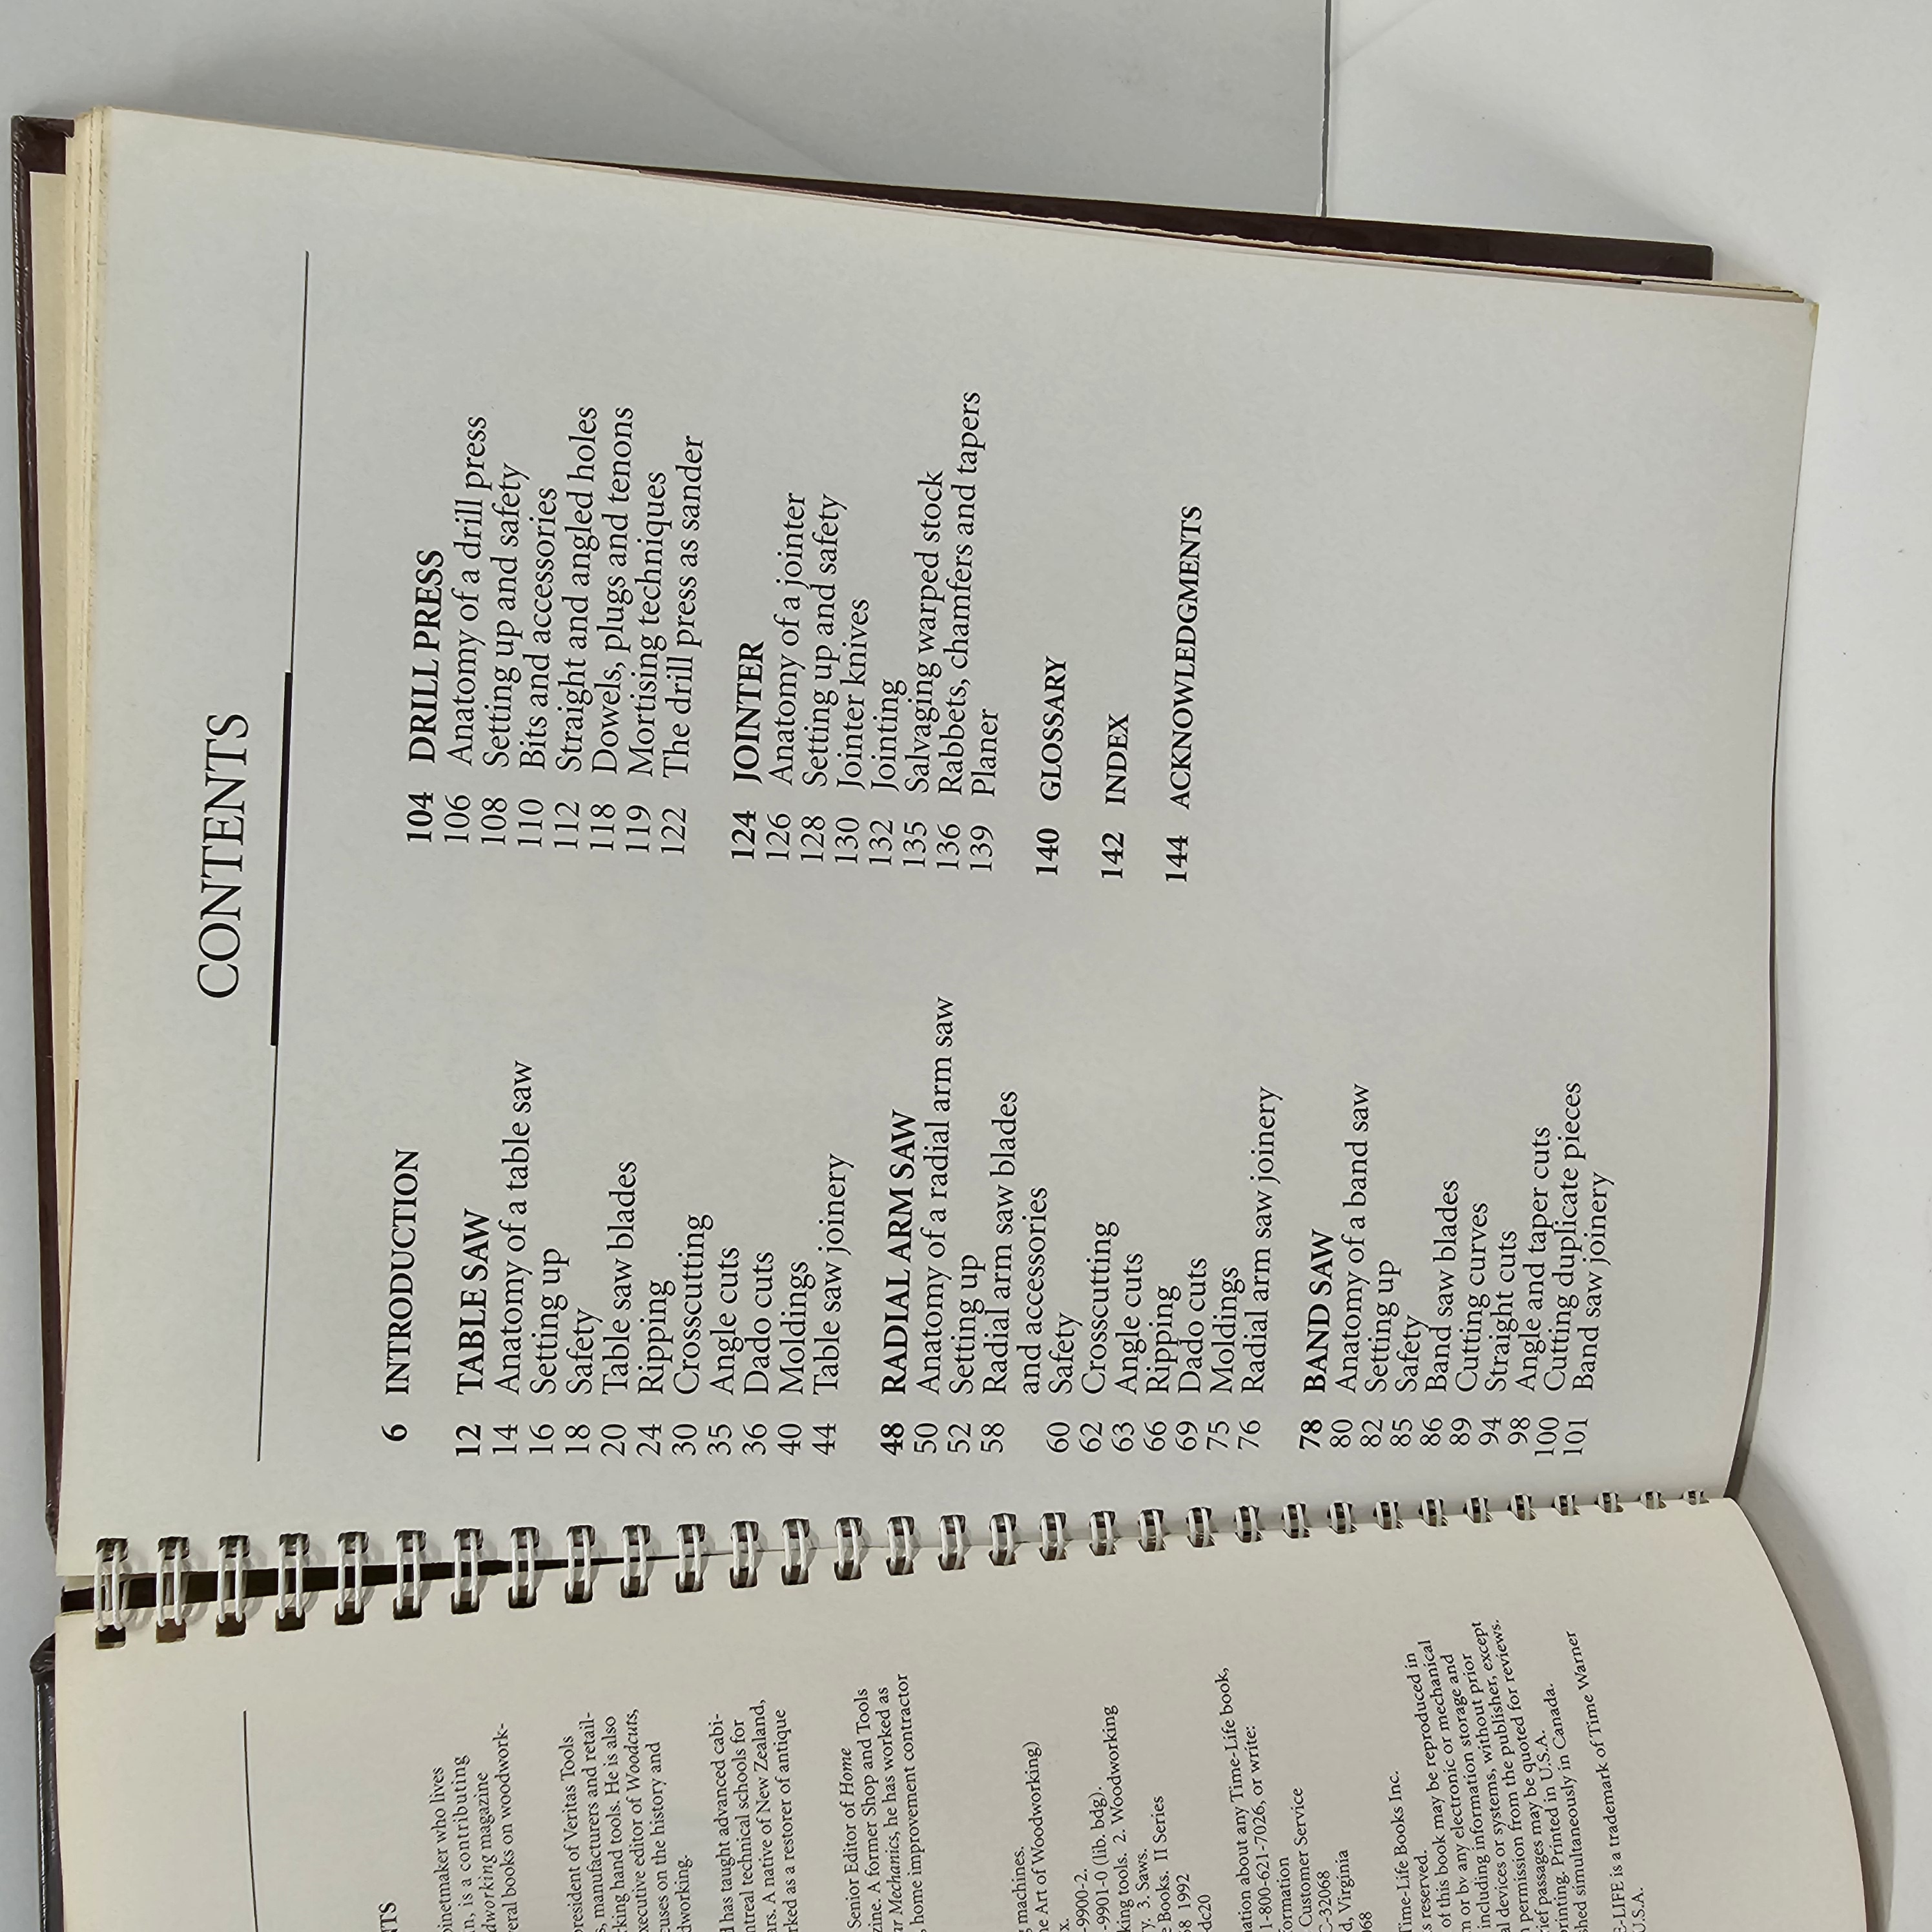 NTS
binetmaker who lives
in, is a contributing
dworking magazine
veral books on woodwork-
president of Veritas Tools
s, manufacturers and retail-
rking hand tools. He is also
xecutive editor of Woodcuts,
cuses on the history and
dworking.
d has taught advanced cabi-
ntreal technical schools for
ars. A native of New Zealand,
rked as a restorer of antique
Senior Editor of Home
zine. A former Shop and Tools
ar Mechanics, he has worked as
, home improvement contractor
g machines.
he Art of Woodworking)
x.
-9900-2.
-9901-0 (lib. bdg).
king tools. 2. Woodworking
y. 3. Saws.
e Books. II Series
68 1992
-dc20
ation about any Time-Life book,
1-800-621-7026, or write:
formation
Customer Service
C-32068
d, Virginia
068
Time-Life Books Inc.
s reserved.
of this book may be reproduced in
m or by any electronic or mechanical
including information storage and
al devices or systems, without prior
n permission from the publisher, except
rief passages may be quoted for reviews.
printing. Printed in U.S.A.
shed simultaneously in Canada.
E-LIFE is a trademark of Time Warner
U.S.A.
CONTENTS
6 INTRODUCTION
12 TABLE SAW
14 Anatomy of a table saw
16 Setting up
18 Safety
20 Table saw blades
24 Ripping
30 Crosscutting
35 Angle cuts
36 Dado cuts
40 Moldings
44 Table saw joinery
48 RADIAL ARM SAW
50 Anatomy of a radial arm saw
52 Setting up
58 Radial arm saw blades
and accessories
60 Safety
62 Crosscutting
63 Angle cuts
66 Ripping
69 Dado cuts
75 Moldings
76 Radial arm saw joinery
78 BAND SAW
80 Anatomy of a band saw
82 Setting up
85 Safety
86 Band saw blades
89 Cutting curves
94 Straight cuts
98 Angle and taper cuts
100 Cutting duplicate pieces
101 Band saw joinery
104 DRILL PRESS
106 Anatomy of a drill press
108 Setting up and safety
110 Bits and accessories
112 Straight and angled holes
118 Dowels, plugs and tenons
119 Mortising techniques
122 The drill press as sander
124 JOINTER
126 Anatomy of a jointer
128 Setting up and safety
130 Jointer knives
132 Jointing
135 Salvaging warped stock
136 Rabbets, chamfers and tapers
139 Planer
140 GLOSSARY
142 INDEX
144 ACKNOWLEDGMENTS